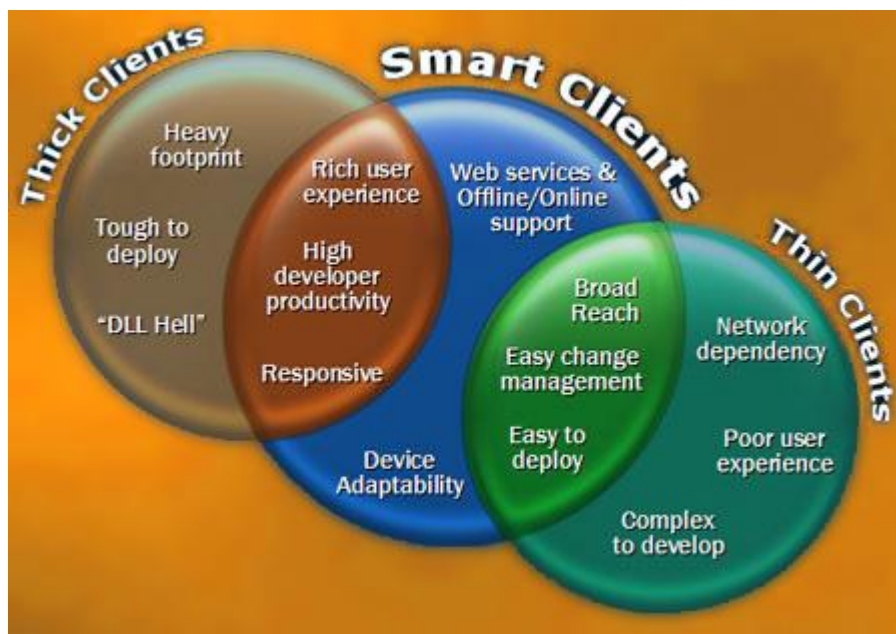 Thick Clients
Smart Clients
Thin Clients
Heavy
footprint
Tough to
deploy
“DLL Hell”
Rich user
experience
High
developer
productivity
Responsive
Web services &
Offline/Online
support
Device
Adaptability
Broad
Reach
Easy change
management
Easy to
deploy
Network
dependency
Poor user
experience
Complex
to develop